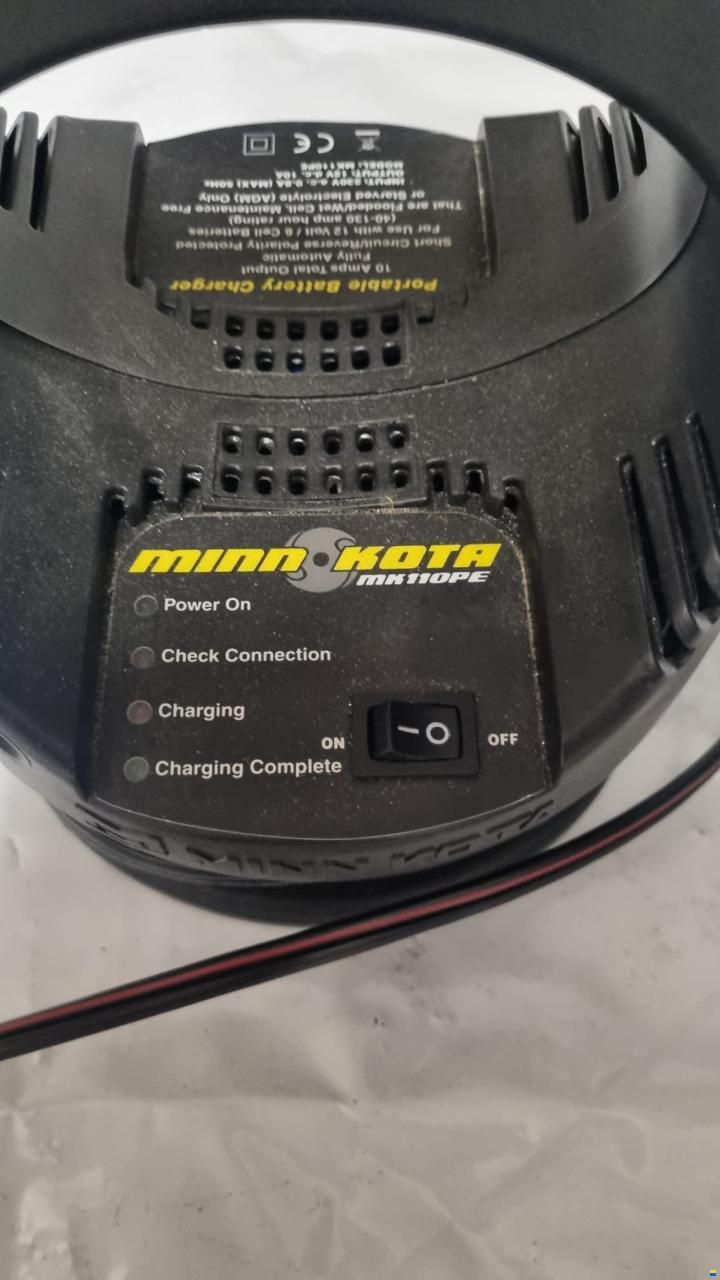 MINN KOTA
MK110PE
Power On
Check Connection
Charging
Charging Complete
ON
OFF
MINN KOTA
Portable Battery Charger
10 Amps Total Output
Fully Automatic
Short Circuit/Reverse Polarity Protected
For Use with 12 Volt / 6 Cell Batteries
(40-130 amp hour rating)
That are Flooded/Wet Cell, Maintenance Free
or Starved Electrolyte (AGM) Only
MODEL: MK110PE
OUTPUT: 12V d.c. 10A
INPUT: 230V a.c. 0.8A (MAX) 50Hz
CE